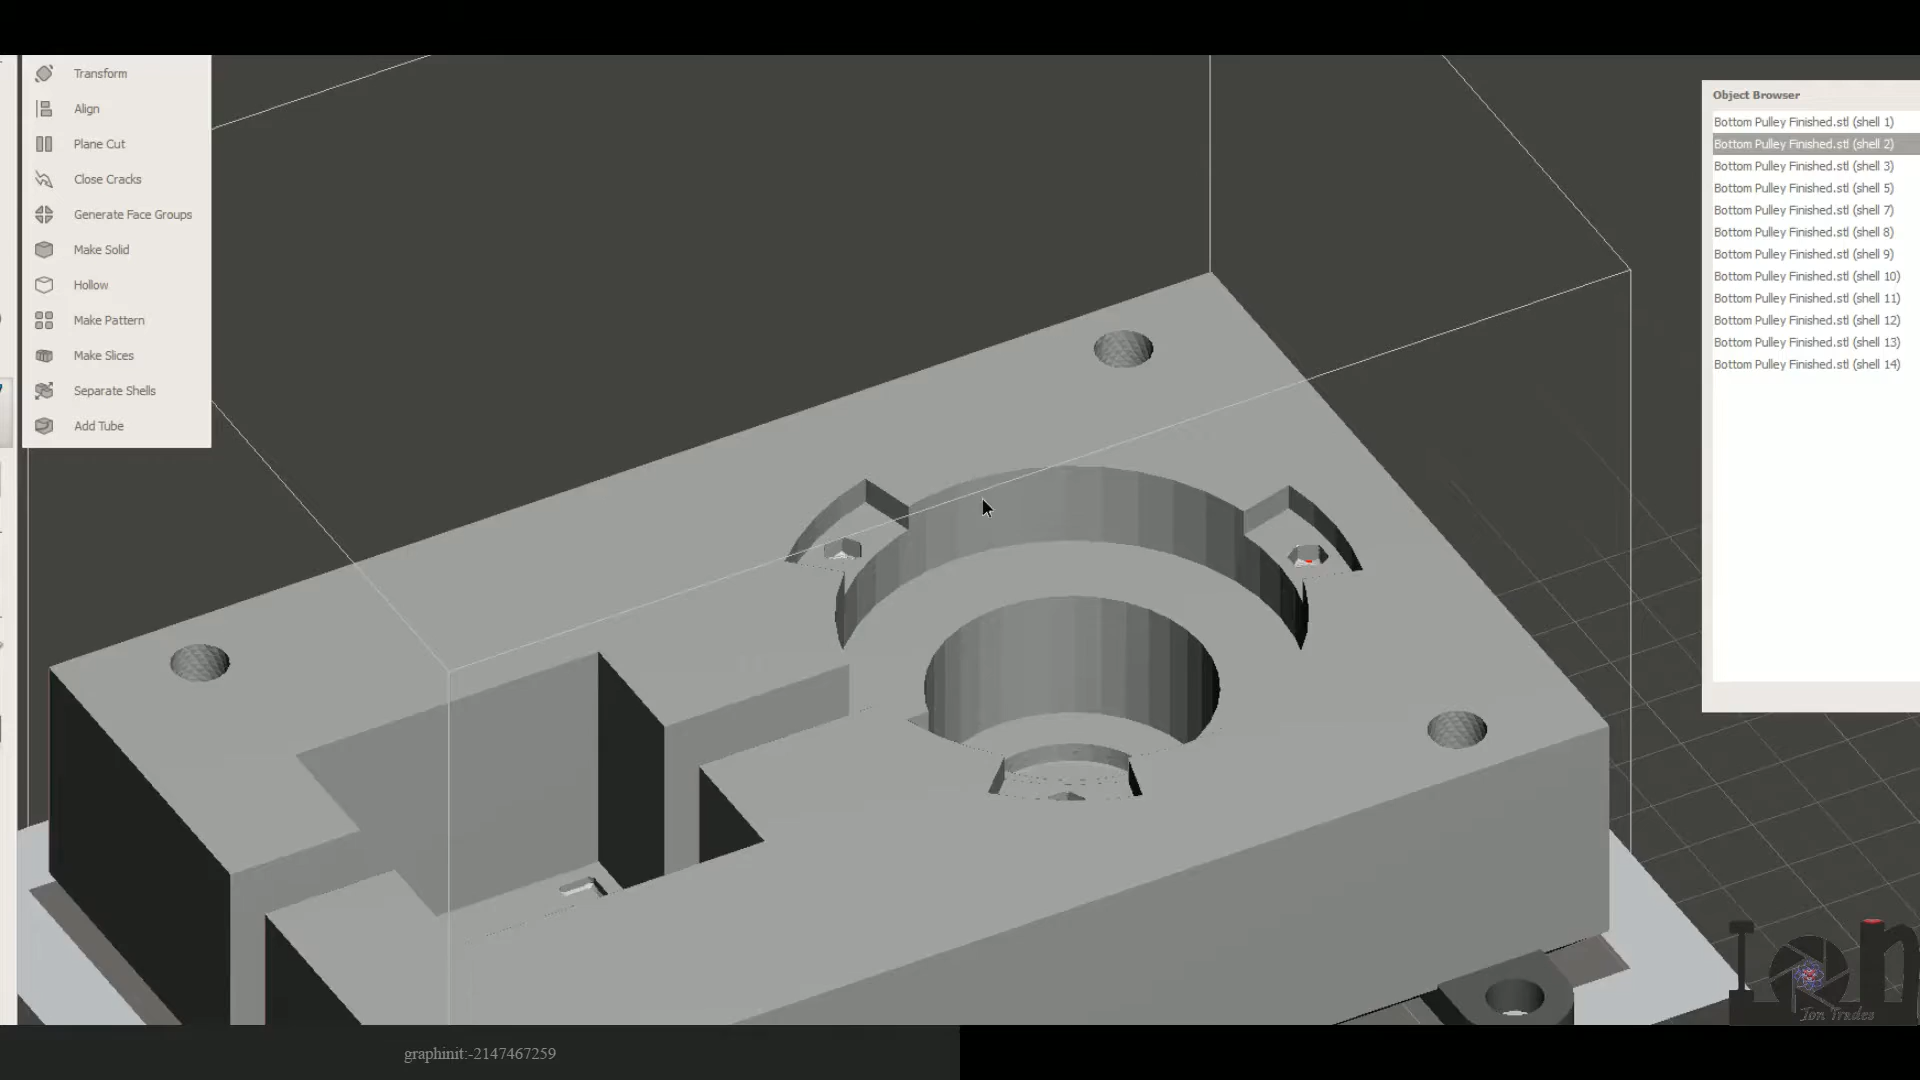 Transform
Align
Plane Cut
Close Cracks
Generate Face Groups
Make Solid
Hollow
Make Pattern
Make Slices
Separate Shells
Add Tube
Object Browser
Bottom Pulley Finished.stl (shell 1)
Bottom Pulley Finished.stl (shell 2)
Bottom Pulley Finished.stl (shell 3)
Bottom Pulley Finished.stl (shell 5)
Bottom Pulley Finished.stl (shell 7)
Bottom Pulley Finished.stl (shell 8)
Bottom Pulley Finished.stl (shell 9)
Bottom Pulley Finished.stl (shell 10)
Bottom Pulley Finished.stl (shell 11)
Bottom Pulley Finished.stl (shell 12)
Bottom Pulley Finished.stl (shell 13)
Bottom Pulley Finished.stl (shell 14)
Ion
Ion Trades
graphinit:-2147467259